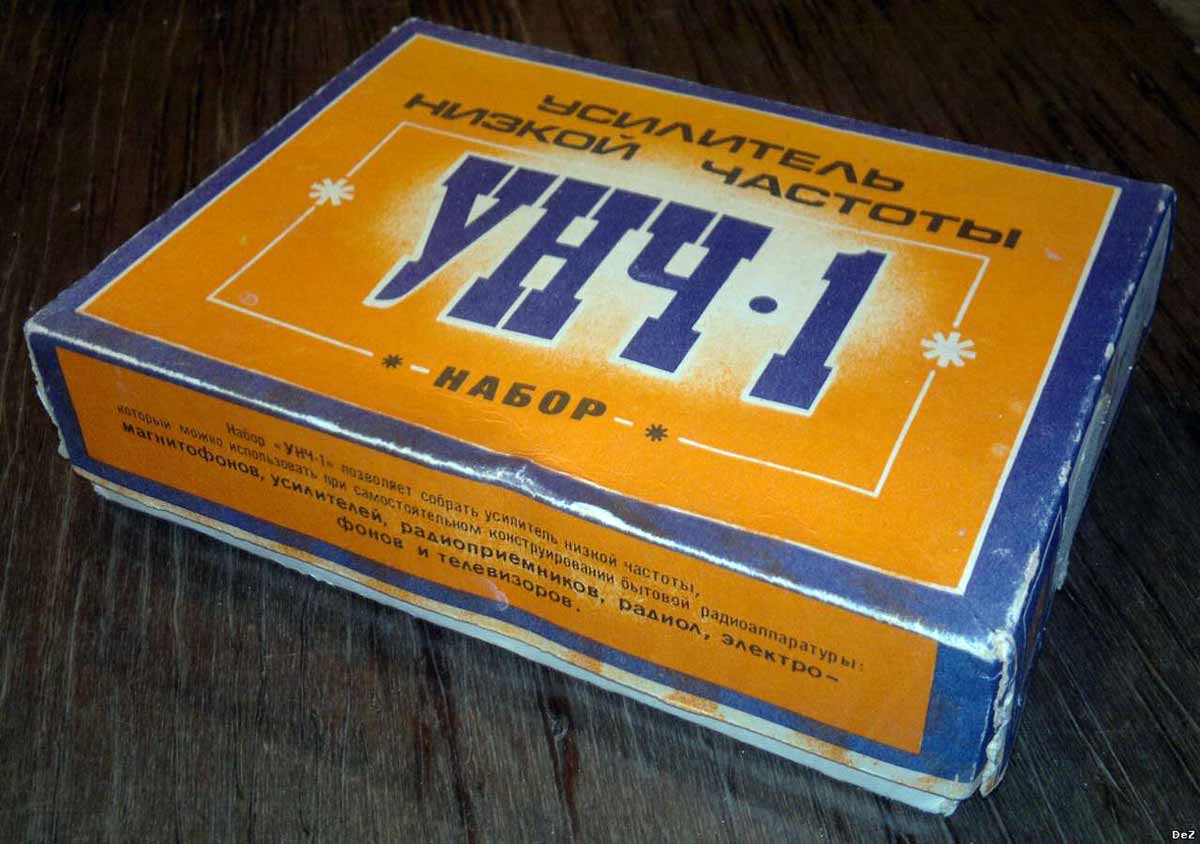 УСИЛИТЕЛЬ
НИЗКОЙ ЧАСТОТЫ
УНЧ·1
НАБОР
Набор «УНЧ-1» позволяет собрать усилитель низкой частоты,
который можно использовать при самостоятельном конструировании бытовой радиоаппаратуры:
магнитофонов, усилителей, радиоприемников, радиол, электро-
фонов и телевизоров.
DeZ